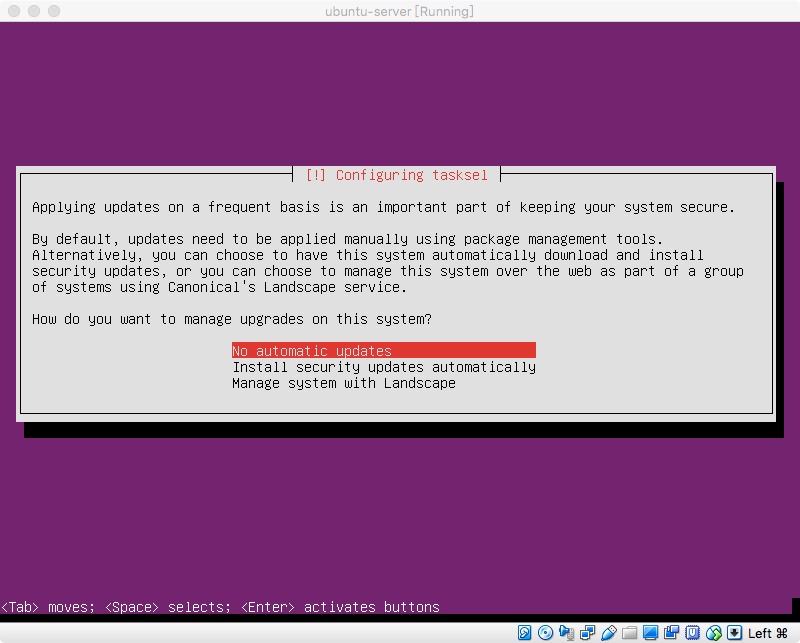 ubuntu-server [Running]
[!] Configuring tasksel
Applying updates on a frequent basis is an important part of keeping your system secure.
By default, updates need to be applied manually using package management tools.
Alternatively, you can choose to have this system automatically download and install
security updates, or you can choose to manage this system over the web as part of a group
of systems using Canonical's Landscape service.
How do you want to manage upgrades on this system?
No automatic updates
Install security updates automatically
Manage system with Landscape
<Tab> moves; <Space> selects; <Enter> activates buttons
Left ⌘